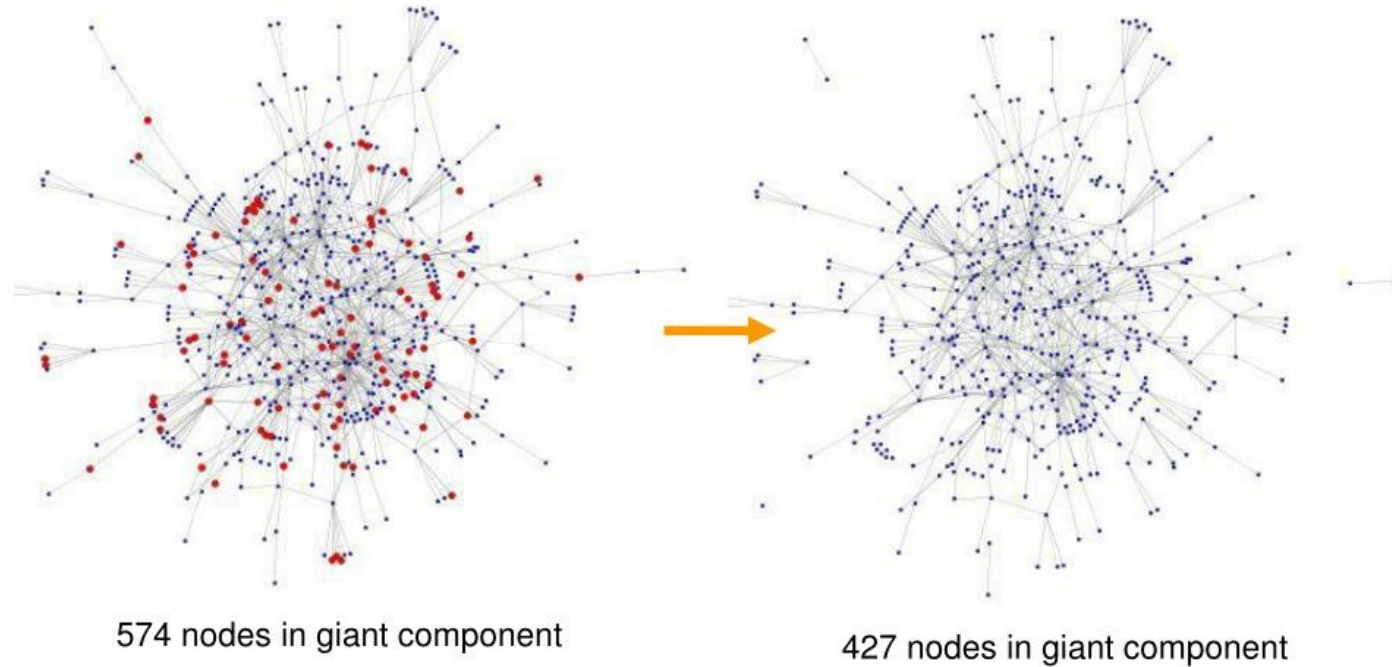 574 nodes in giant component
427 nodes in giant component